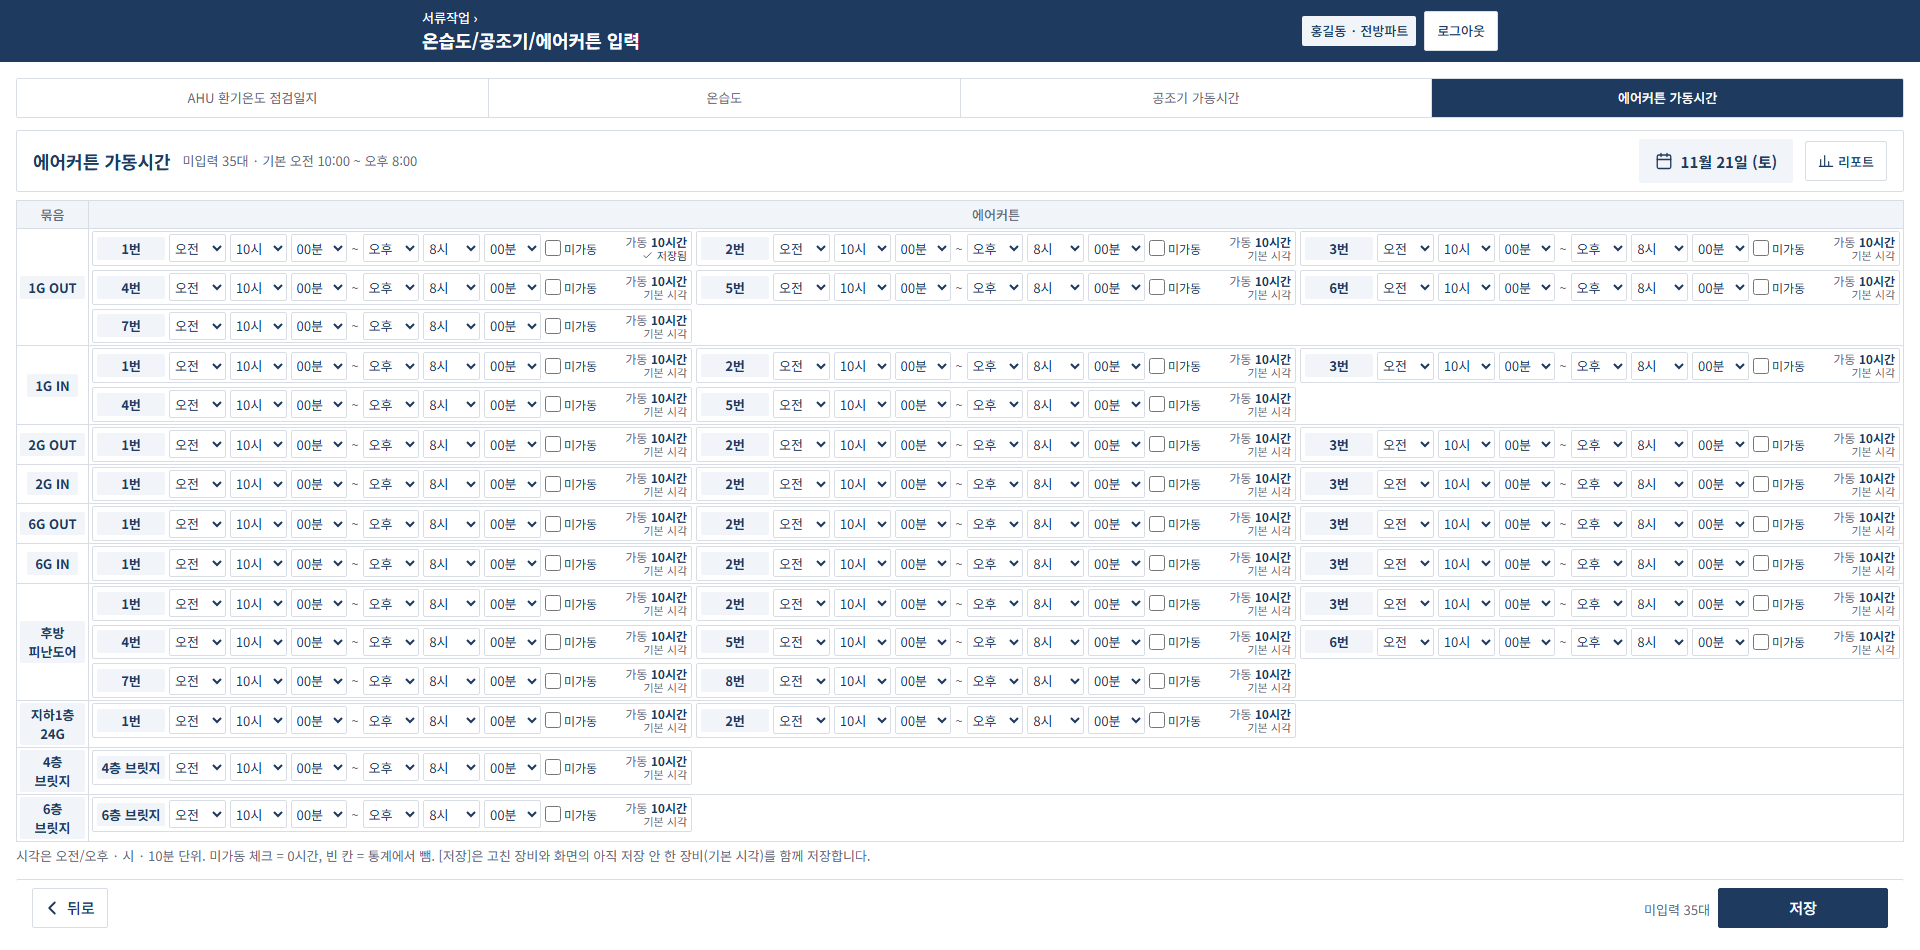 서류작업 ›
온습도/공조기/에어커튼 입력
홍길동 · 전방파트
로그아웃
AHU 환기온도 점검일지 온습도 공조기 가동시간 에어커튼 가동시간
에어커튼 가동시간 미입력 35대 · 기본 오전 10:00 ~ 오후 8:00
11월 21일 (토) 리포트
묶음 에어커튼
1G OUT
1번 오전 10시 00분 ~ 오후 8시 00분 미가동 가동 10시간 ✓ 저장됨
2번 오전 10시 00분 ~ 오후 8시 00분 미가동 가동 10시간 기본 시각
3번 오전 10시 00분 ~ 오후 8시 00분 미가동 가동 10시간 기본 시각
4번 오전 10시 00분 ~ 오후 8시 00분 미가동 가동 10시간 기본 시각
5번 오전 10시 00분 ~ 오후 8시 00분 미가동 가동 10시간 기본 시각
6번 오전 10시 00분 ~ 오후 8시 00분 미가동 가동 10시간 기본 시각
7번 오전 10시 00분 ~ 오후 8시 00분 미가동 가동 10시간 기본 시각
1G IN
1번 오전 10시 00분 ~ 오후 8시 00분 미가동 가동 10시간 기본 시각
2번 오전 10시 00분 ~ 오후 8시 00분 미가동 가동 10시간 기본 시각
3번 오전 10시 00분 ~ 오후 8시 00분 미가동 가동 10시간 기본 시각
4번 오전 10시 00분 ~ 오후 8시 00분 미가동 가동 10시간 기본 시각
5번 오전 10시 00분 ~ 오후 8시 00분 미가동 가동 10시간 기본 시각
2G OUT
1번 오전 10시 00분 ~ 오후 8시 00분 미가동 가동 10시간 기본 시각
2번 오전 10시 00분 ~ 오후 8시 00분 미가동 가동 10시간 기본 시각
3번 오전 10시 00분 ~ 오후 8시 00분 미가동 가동 10시간 기본 시각
2G IN
1번 오전 10시 00분 ~ 오후 8시 00분 미가동 가동 10시간 기본 시각
2번 오전 10시 00분 ~ 오후 8시 00분 미가동 가동 10시간 기본 시각
3번 오전 10시 00분 ~ 오후 8시 00분 미가동 가동 10시간 기본 시각
6G OUT
1번 오전 10시 00분 ~ 오후 8시 00분 미가동 가동 10시간 기본 시각
2번 오전 10시 00분 ~ 오후 8시 00분 미가동 가동 10시간 기본 시각
3번 오전 10시 00분 ~ 오후 8시 00분 미가동 가동 10시간 기본 시각
6G IN
1번 오전 10시 00분 ~ 오후 8시 00분 미가동 가동 10시간 기본 시각
2번 오전 10시 00분 ~ 오후 8시 00분 미가동 가동 10시간 기본 시각
3번 오전 10시 00분 ~ 오후 8시 00분 미가동 가동 10시간 기본 시각
후방
피난도어
1번 오전 10시 00분 ~ 오후 8시 00분 미가동 가동 10시간 기본 시각
2번 오전 10시 00분 ~ 오후 8시 00분 미가동 가동 10시간 기본 시각
3번 오전 10시 00분 ~ 오후 8시 00분 미가동 가동 10시간 기본 시각
4번 오전 10시 00분 ~ 오후 8시 00분 미가동 가동 10시간 기본 시각
5번 오전 10시 00분 ~ 오후 8시 00분 미가동 가동 10시간 기본 시각
6번 오전 10시 00분 ~ 오후 8시 00분 미가동 가동 10시간 기본 시각
7번 오전 10시 00분 ~ 오후 8시 00분 미가동 가동 10시간 기본 시각
8번 오전 10시 00분 ~ 오후 8시 00분 미가동 가동 10시간 기본 시각
지하1층
24G
1번 오전 10시 00분 ~ 오후 8시 00분 미가동 가동 10시간 기본 시각
2번 오전 10시 00분 ~ 오후 8시 00분 미가동 가동 10시간 기본 시각
4층
브릿지
4층 브릿지 오전 10시 00분 ~ 오후 8시 00분 미가동 가동 10시간 기본 시각
6층
브릿지
6층 브릿지 오전 10시 00분 ~ 오후 8시 00분 미가동 가동 10시간 기본 시각
시각은 오전/오후 · 시 · 10분 단위. 미가동 체크 = 0시간, 빈 칸 = 통계에서 뺌. [저장]은 고친 장비와 화면의 아직 저장 안 한 장비(기본 시각)를 함께 저장합니다.
뒤로
미입력 35대
저장